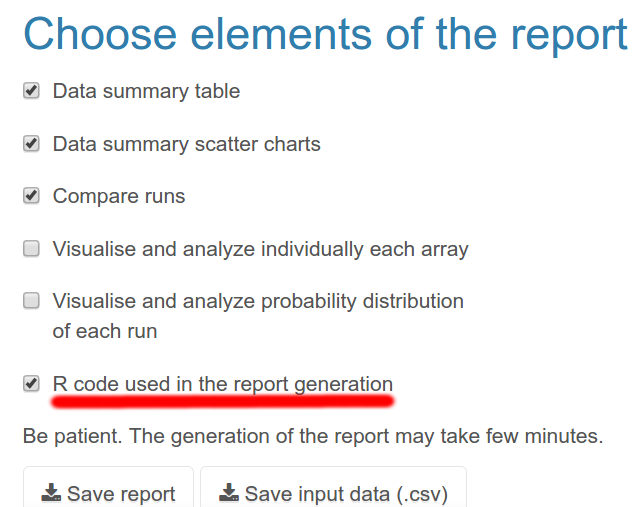 Choose elements of the report
Data summary table
Data summary scatter charts
Compare runs
Visualise and analyze individually each array
Visualise and analyze probability distribution
of each run
R code used in the report generation
Be patient. The generation of the report may take few minutes.
Save report
Save input data (.csv)